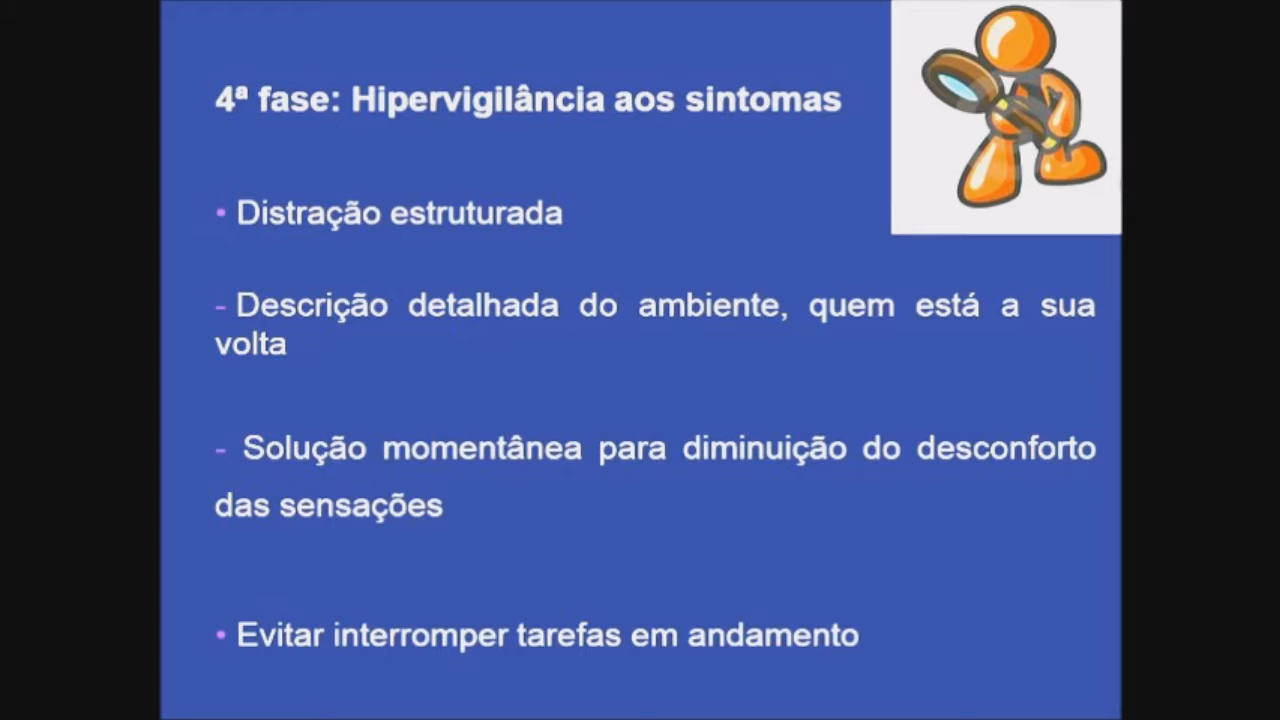 4ª fase: Hipervigilância aos sintomas
• Distração estruturada
- Descrição detalhada do ambiente, quem está a sua
volta
- Solução momentânea para diminuição do desconforto
das sensações
• Evitar interromper tarefas em andamento